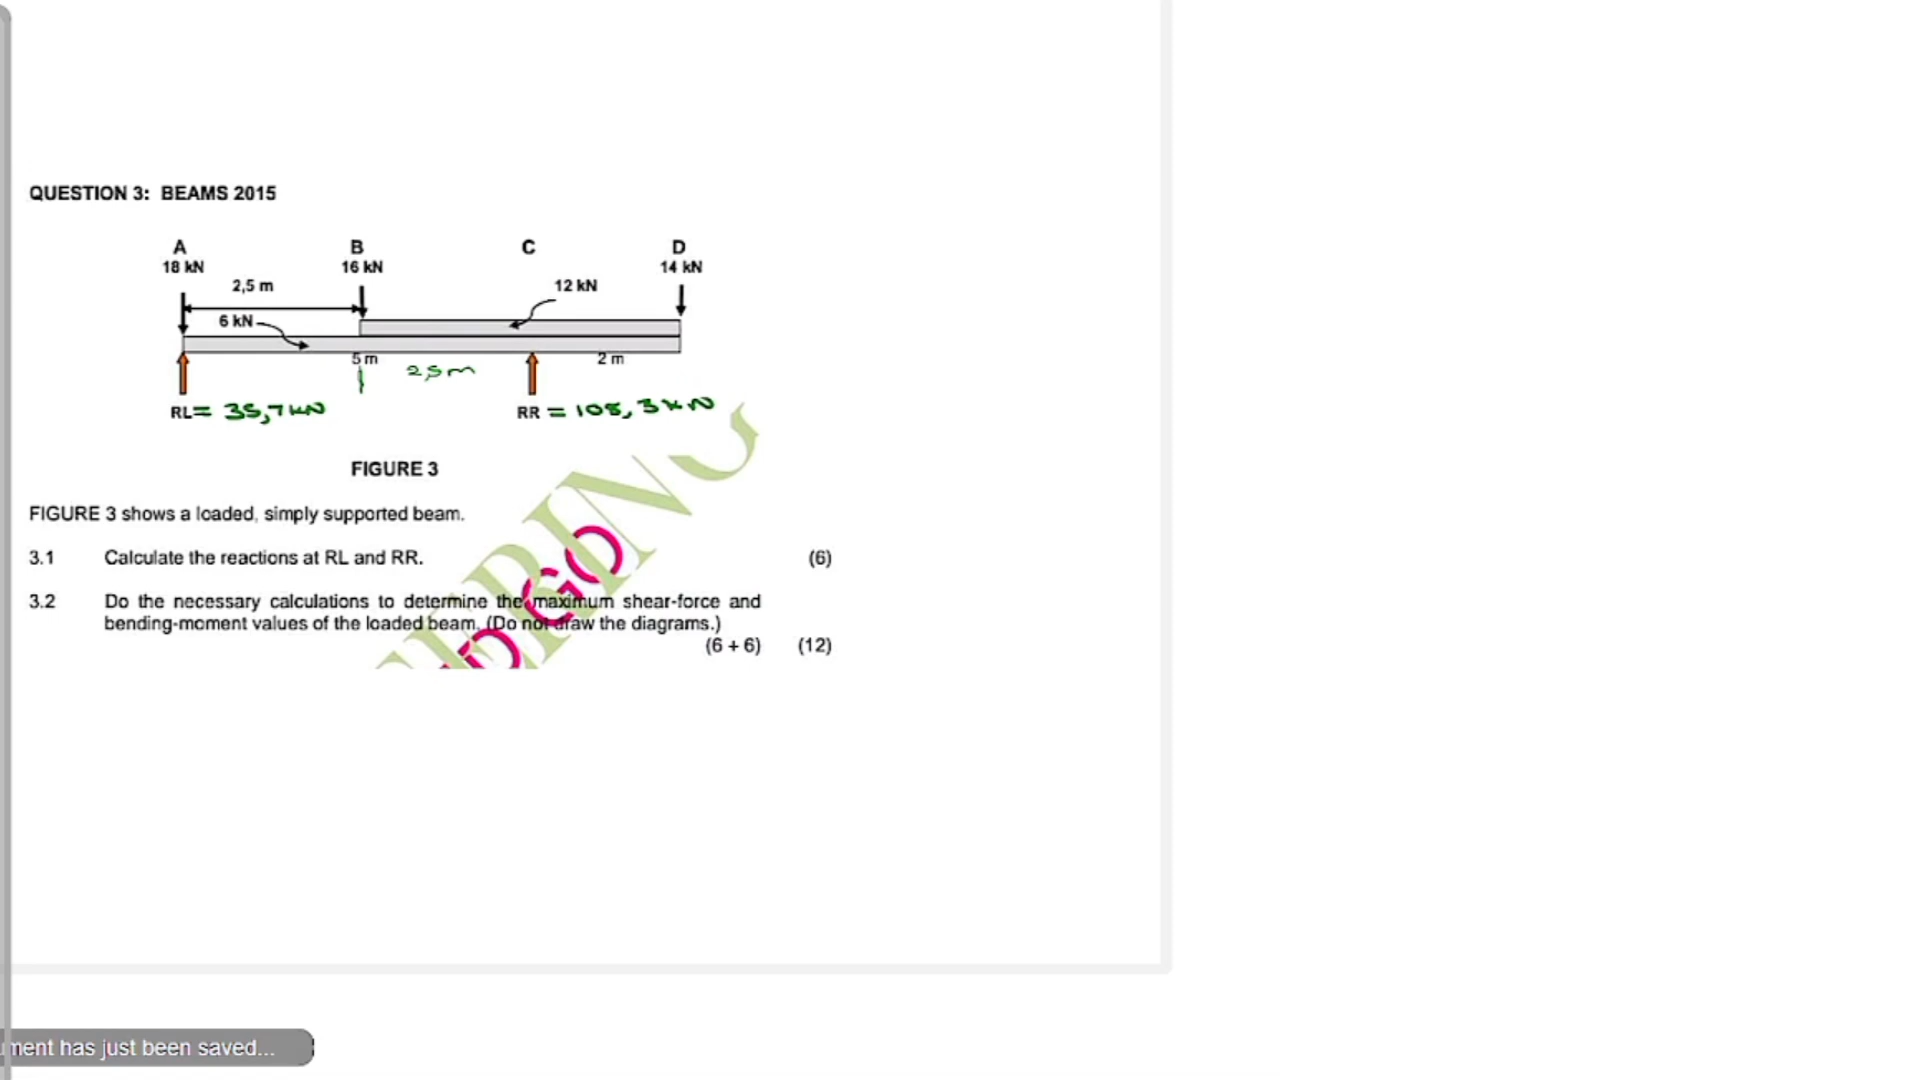 QUESTION 3: BEAMS 2015
A B C D
18 kN 16 kN 14 kN
2,5 m 12 kN
6 kN
5 m 2 m
2,5m
RL = 35,7 kN RR = 108,3 kN
FIGURE 3
FIGURE 3 shows a loaded, simply supported beam.
3.1 Calculate the reactions at RL and RR. (6)
3.2 Do the necessary calculations to determine the maximum shear-force and
bending-moment values of the loaded beam. (Do not draw the diagrams.)
(6 + 6) (12)
ERING
GO
ment has just been saved...